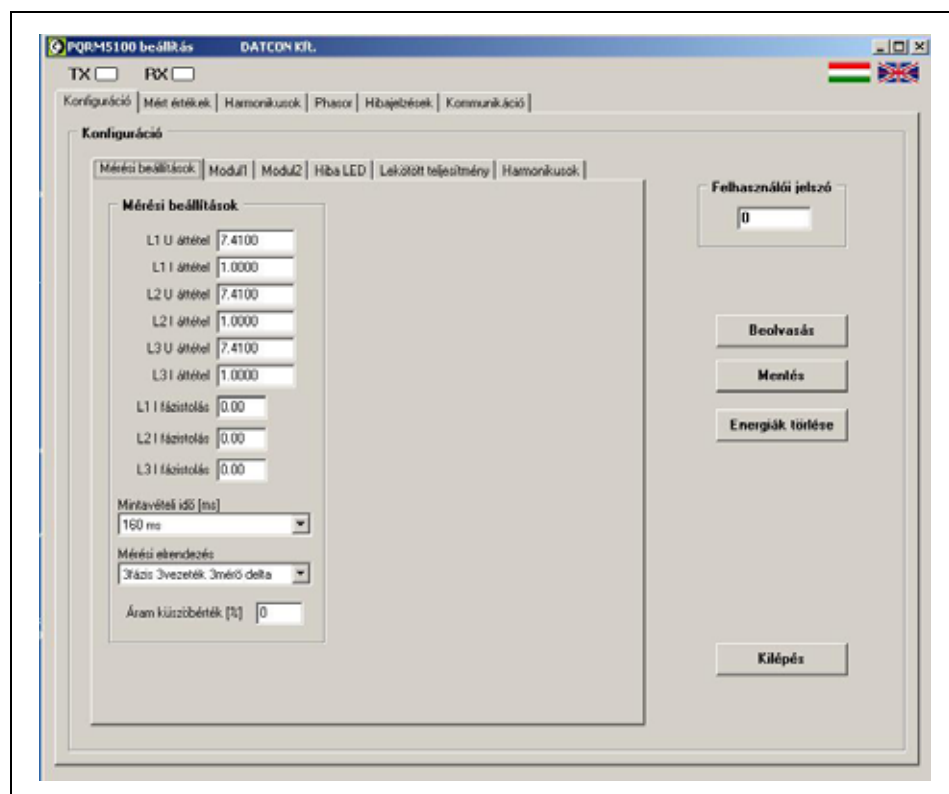 PQRM5100 beállítás DATCON Kft.
TX RX
Konfiguráció Mért értékek Harmonikusok Phasor Hibajelzések Kommunikáció
Konfiguráció
Mérési beállítások Modul1 Modul2 Hiba LED Lekötött teljesítmény Harmonikusok
Felhasználói jelszó
0
Mérési beállítások
L1 U áttétel 7.4100
L1 I áttétel 1.0000
L2 U áttétel 7.4100
L2 I áttétel 1.0000
L3 U áttétel 7.4100
L3 I áttétel 1.0000
L1 I fázistolás 0.00
L2 I fázistolás 0.00
L3 I fázistolás 0.00
Mintavételi idő [ms]
160 ms
Mérési elrendezés
3fázis 3vezeték 3mérő delta
Áram küszöbérték [%] 0
Beolvasás
Mentés
Energiák törlése
Kilépés